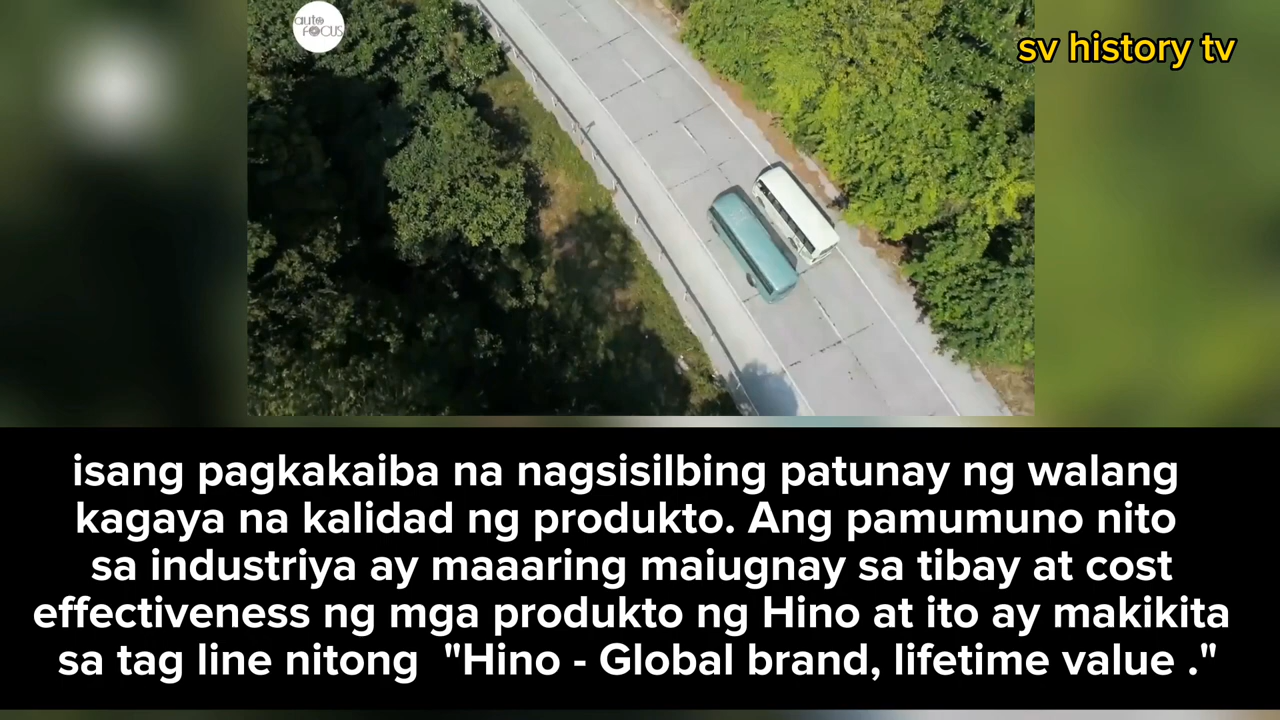 auto
FOCUS
sv history tv
isang pagkakaiba na nagsisilbing patunay ng walang
kagaya na kalidad ng produkto. Ang pamumuno nito
sa industriya ay maaaring maiugnay sa tibay at cost
effectiveness ng mga produkto ng Hino at ito ay makikita
sa tag line nitong "Hino - Global brand, lifetime value ."